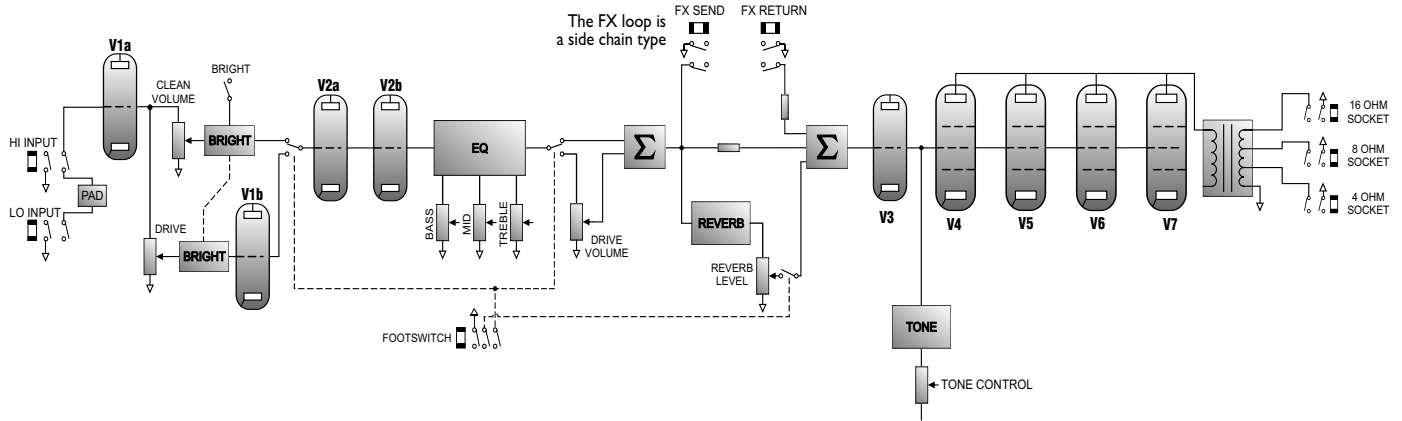 The FX loop is
a side chain type
FX SEND
FX RETURN
V1a
CLEAN
VOLUME
BRIGHT
HI INPUT
PAD
LO INPUT
DRIVE
BRIGHT
BRIGHT
V1b
V2a
V2b
EQ
BASS
MID
TREBLE
DRIVE
VOLUME
FOOTSWITCH
Σ
REVERB
REVERB
LEVEL
Σ
V3
V4
V5
V6
V7
TONE
TONE CONTROL
16 OHM
SOCKET
8 OHM
SOCKET
4 OHM
SOCKET